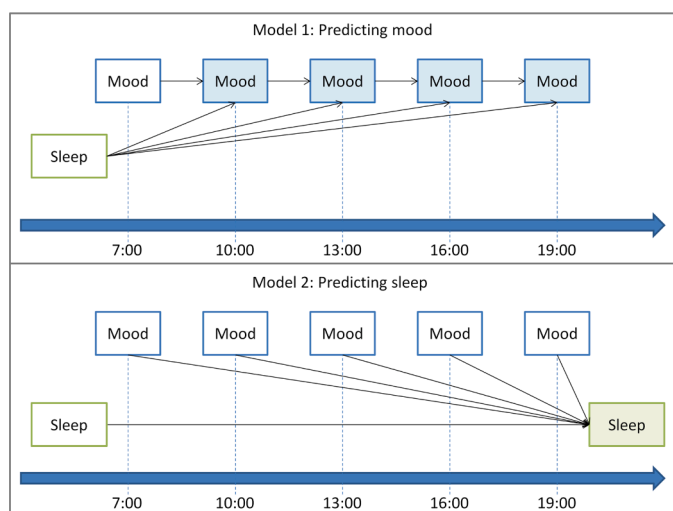 Model 1: Predicting mood
Mood Mood Mood Mood Mood
Sleep
7:00 10:00 13:00 16:00 19:00
Model 2: Predicting sleep
Mood Mood Mood Mood Mood
Sleep Sleep
7:00 10:00 13:00 16:00 19:00